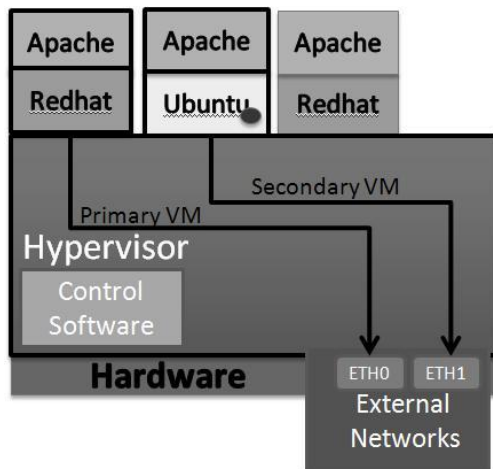 Apache
Redhat
Apache
Ubuntu
Apache
Redhat
Secondary VM
Primary VM
Hypervisor
Control
Software
Hardware
ETH0
ETH1
External
Networks